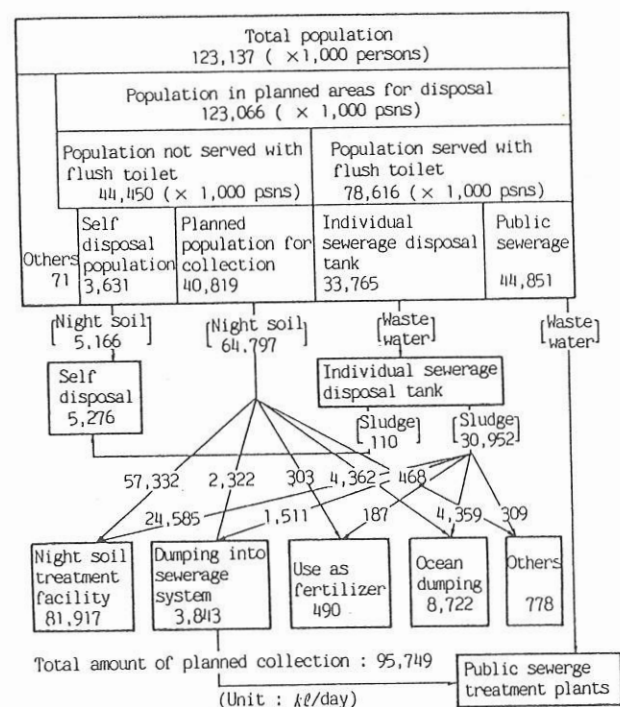 Total population
123,137 ( ×1,000 persons)
Population in planned areas for disposal
123,066 ( × 1,000 psns)
Population not served with
flush toilet
44,450 (× 1,000 psns)
Population served with
flush toilet
78,616 (× 1,000 psns)
Others
71
Self
disposal
population
3,631
Planned
population for
collection
40,819
Individual
sewerage disposal
tank
33,765
Public
sewerage
44,851
[Night soil]
5,166
[Night soil]
64,797
[Waste
water]
[Waste
water]
Self
disposal
5,276
Individual sewerage
disposal tank
[Sludge]
110
[Sludge]
30,952
57,332
2,322
303
4,362
468
24,585
1,511
187
4,359
309
Night soil
treatment
facility
81,917
Dumping into
sewerage
system
3,843
Use as
fertilizer
490
Ocean
dumping
8,722
Others
778
Total amount of planned collection : 95,749
(Unit : kℓ/day)
Public sewerge
treatment plants